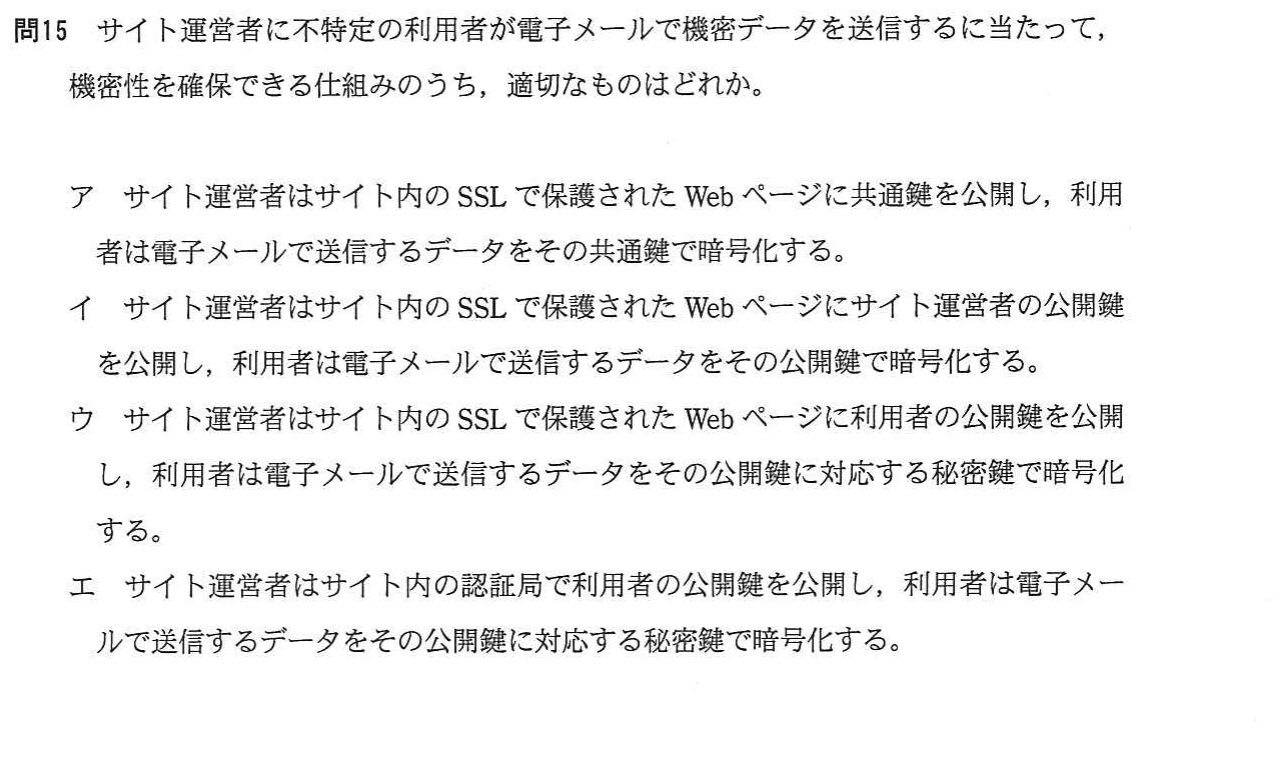 問15 サイト運営者に不特定の利用者が電子メールで機密データを送信するに当たって，
機密性を確保できる仕組みのうち，適切なものはどれか。
ア サイト運営者はサイト内の SSL で保護された Web ページに共通鍵を公開し，利用
者は電子メールで送信するデータをその共通鍵で暗号化する。
イ サイト運営者はサイト内の SSL で保護された Web ページにサイト運営者の公開鍵
を公開し，利用者は電子メールで送信するデータをその公開鍵で暗号化する。
ウ サイト運営者はサイト内の SSL で保護された Web ページに利用者の公開鍵を公開
し，利用者は電子メールで送信するデータをその公開鍵に対応する秘密鍵で暗号化
する。
エ サイト運営者はサイト内の認証局で利用者の公開鍵を公開し，利用者は電子メー
ルで送信するデータをその公開鍵に対応する秘密鍵で暗号化する。